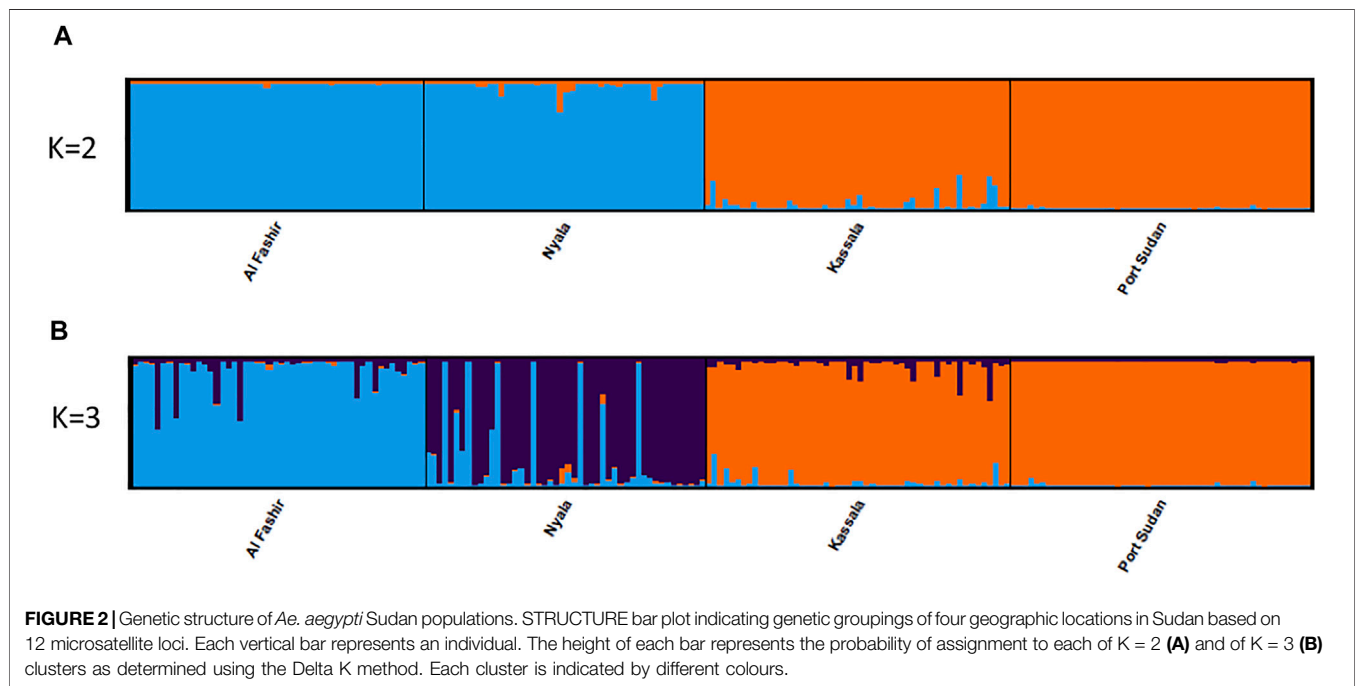 A
K=2
Al Fashir
Nyala
Kassala
Port Sudan
B
K=3
Al Fashir
Nyala
Kassala
Port Sudan
FIGURE 2 | Genetic structure of Ae. aegypti Sudan populations. STRUCTURE bar plot indicating genetic groupings of four geographic locations in Sudan based on
12 microsatellite loci. Each vertical bar represents an individual. The height of each bar represents the probability of assignment to each of K = 2 (A) and of K = 3 (B)
clusters as determined using the Delta K method. Each cluster is indicated by different colours.